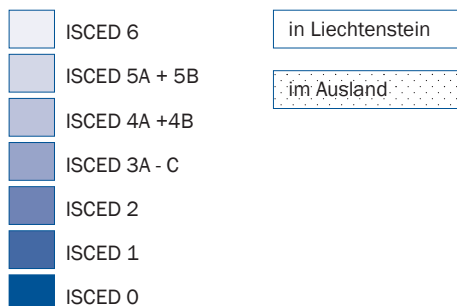 ISCED 6
ISCED 5A + 5B
ISCED 4A +4B
ISCED 3A - C
ISCED 2
ISCED 1
ISCED 0
in Liechtenstein
im Ausland